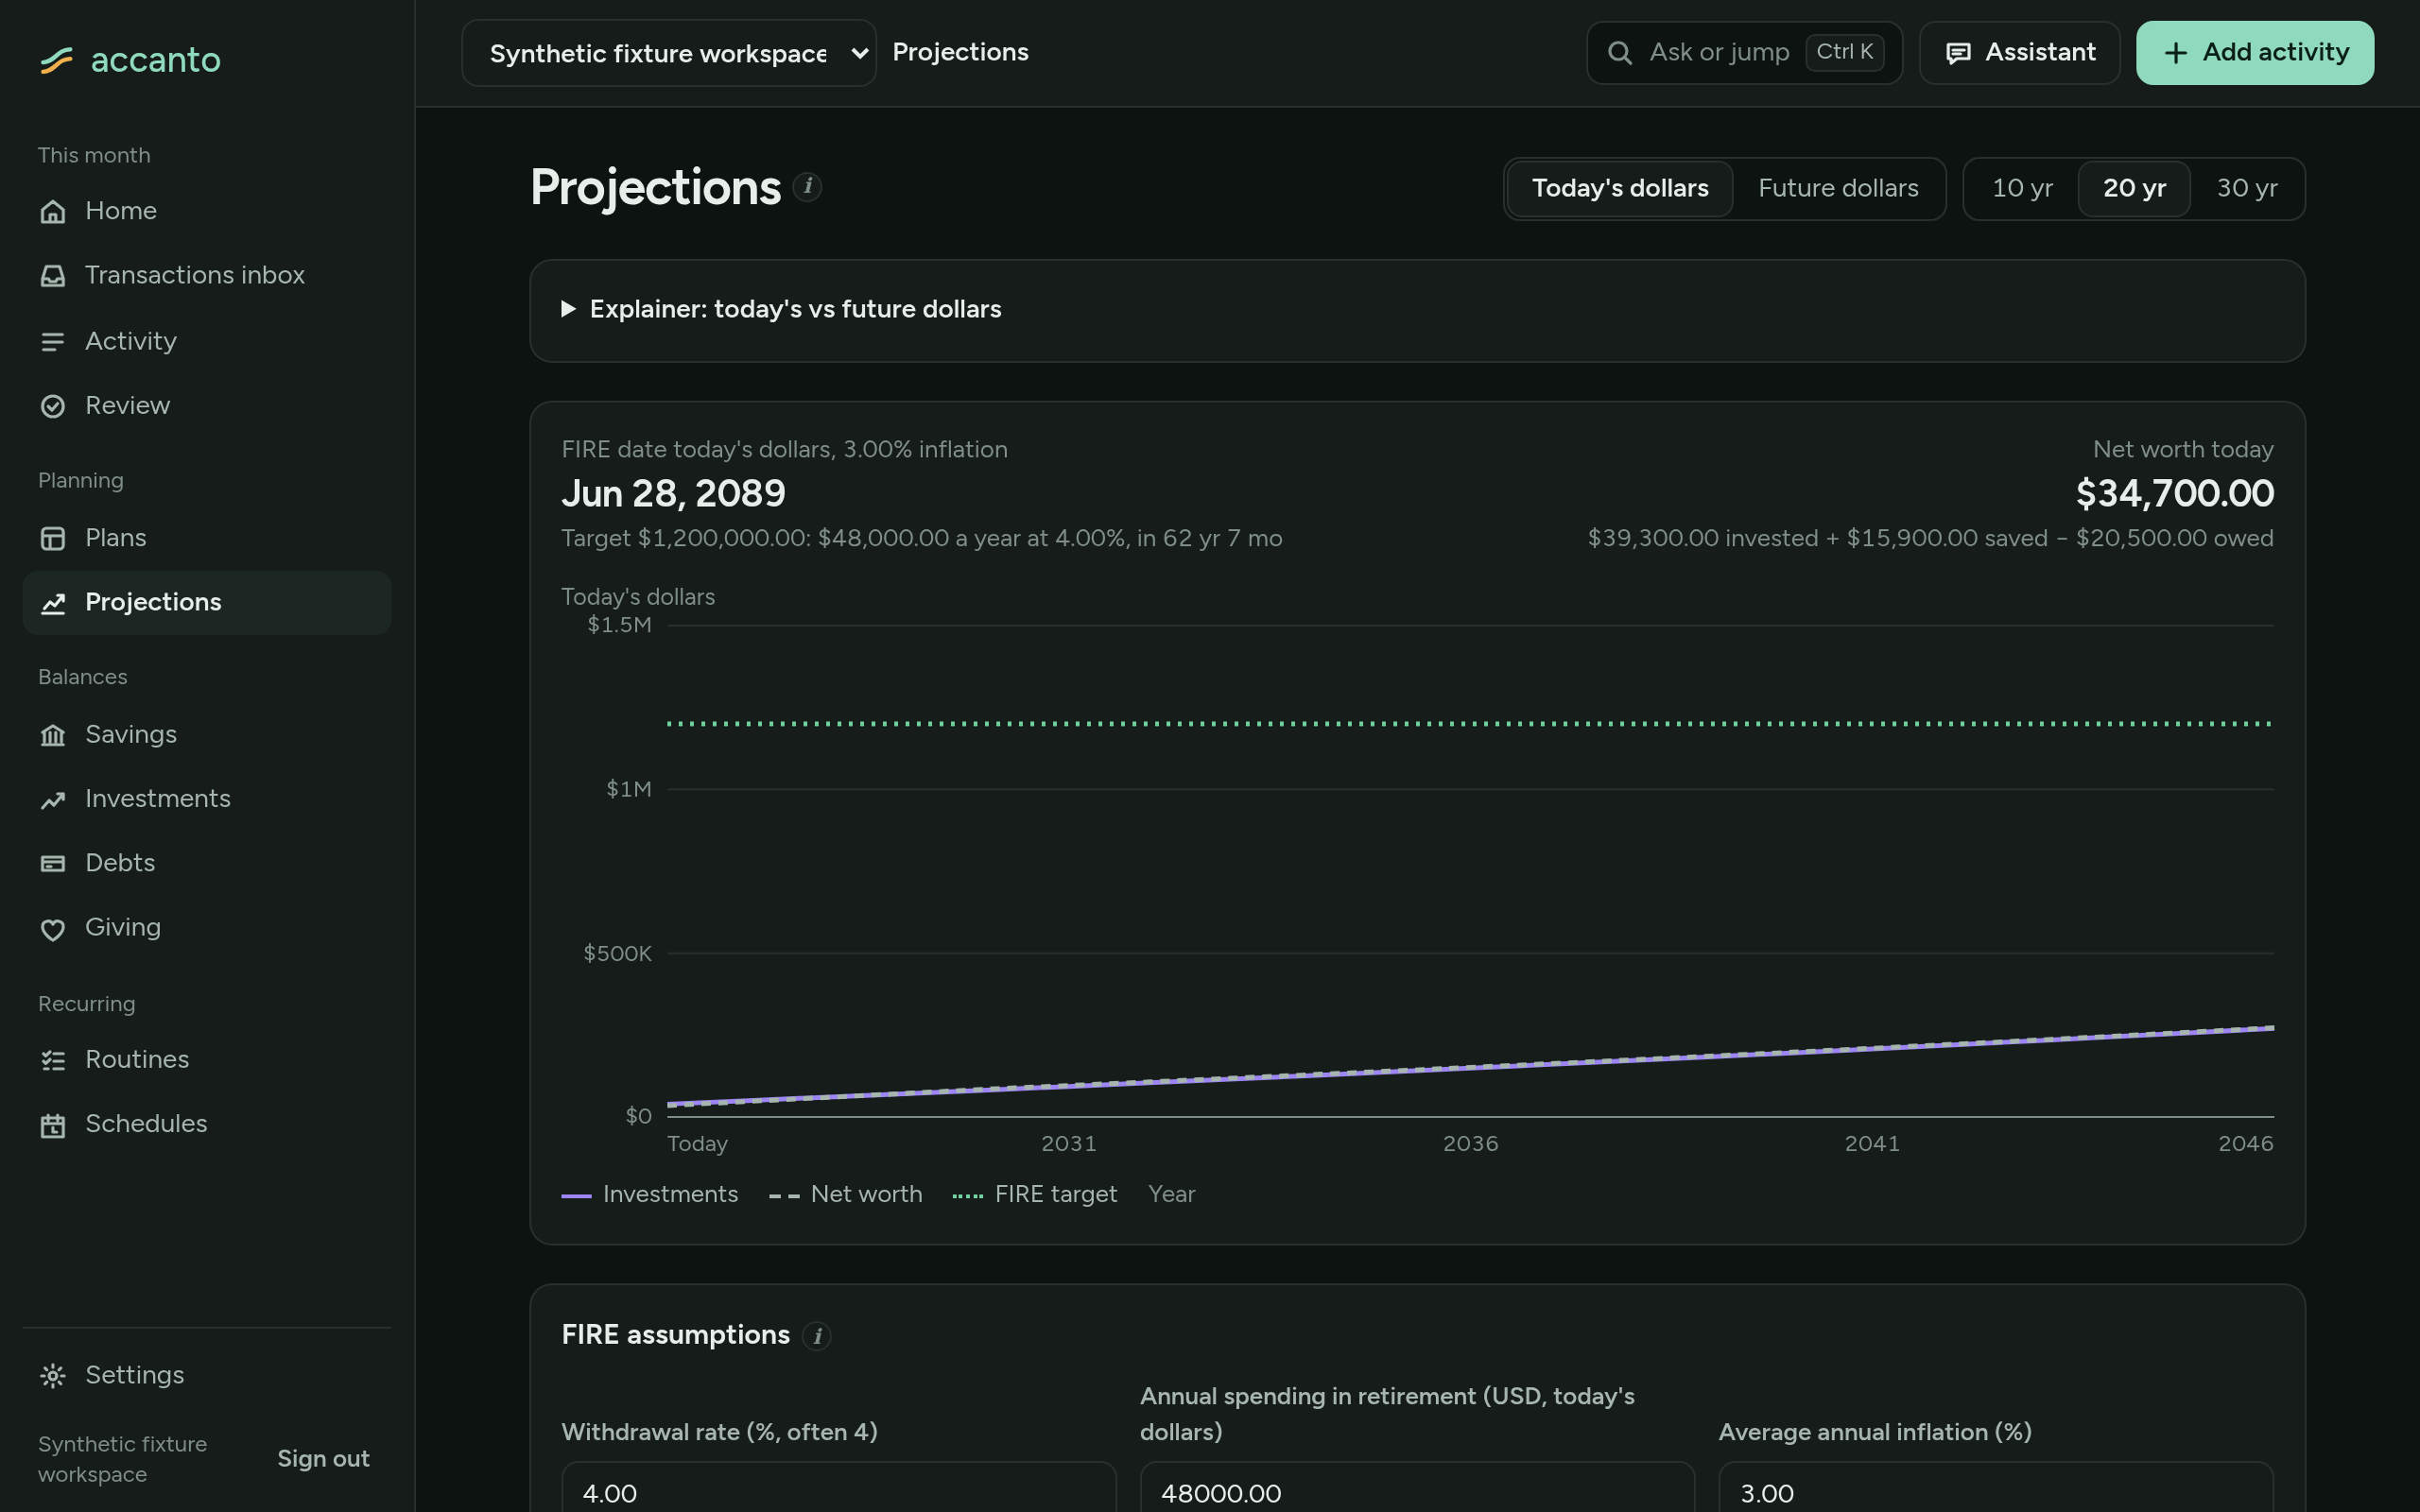 accanto
This month
Home
Transactions inbox
Activity
Review
Planning
Plans
Projections
Balances
Savings
Investments
Debts
Giving
Recurring
Routines
Schedules
Settings
Synthetic fixture
workspace
Sign out
Synthetic fixture workspace
Projections
Ask or jump
Ctrl K
Assistant
Add activity
Projections
i
Today's dollars
Future dollars
10 yr
20 yr
30 yr
Explainer: today's vs future dollars
FIRE date today's dollars, 3.00% inflation
Jun 28, 2089
Target $1,200,000.00: $48,000.00 a year at 4.00%, in 62 yr 7 mo
Net worth today
$34,700.00
$39,300.00 invested + $15,900.00 saved − $20,500.00 owed
Today's dollars
$1.5M
$1M
$500K
$0
Today
2031
2036
2041
2046
Investments
Net worth
FIRE target
Year
FIRE assumptions
i
Withdrawal rate (%, often 4)
4.00
Annual spending in retirement (USD, today's
dollars)
48000.00
Average annual inflation (%)
3.00